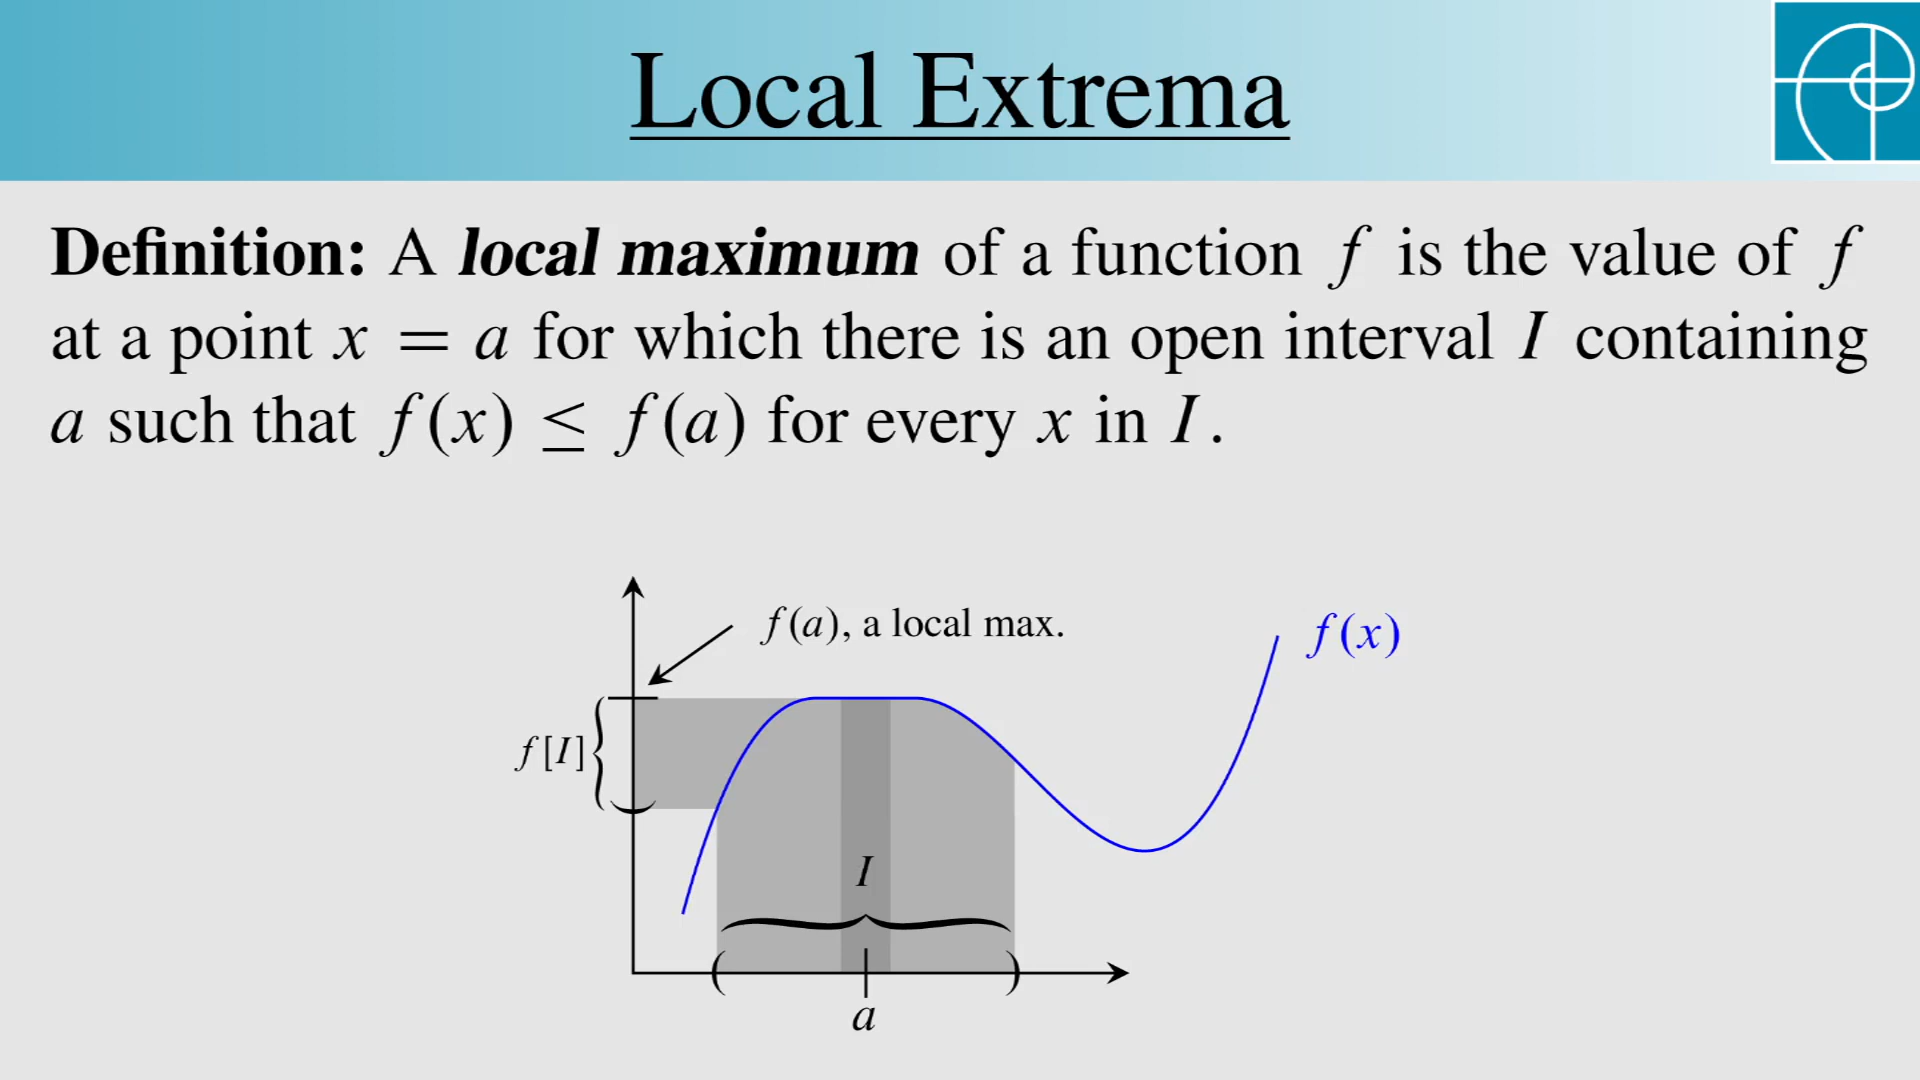 Local Extrema
Definition: A local maximum of a function f is the value of f
at a point x = a for which there is an open interval I containing
a such that f(x) ≤ f(a) for every x in I.
f(a), a local max.
f(x)
f[I]
I
( )
a